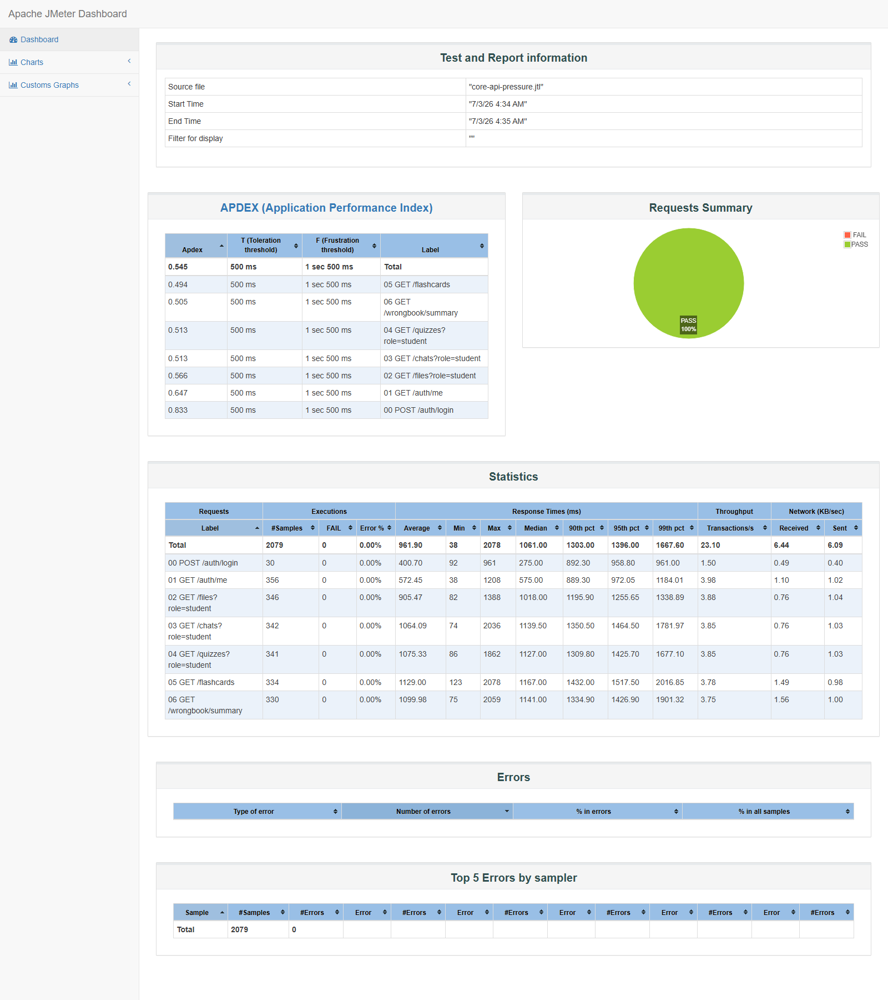 Apache JMeter Dashboard
Dashboard
Charts
Customs Graphs
Test and Report information
Source file "core-api-pressure.jtl"
Start Time "7/3/26 4:34 AM"
End Time "7/3/26 4:35 AM"
Filter for display ""
APDEX (Application Performance Index)
Apdex T (Toleration threshold) F (Frustration threshold) Label
0.545 500 ms 1 sec 500 ms Total
0.494 500 ms 1 sec 500 ms 05 GET /flashcards
0.505 500 ms 1 sec 500 ms 06 GET
/wrongbook/summary
0.513 500 ms 1 sec 500 ms 04 GET /quizzes?
role=student
0.513 500 ms 1 sec 500 ms 03 GET /chats?role=student
0.566 500 ms 1 sec 500 ms 02 GET /files?role=student
0.647 500 ms 1 sec 500 ms 01 GET /auth/me
0.833 500 ms 1 sec 500 ms 00 POST /auth/login
Requests Summary
FAIL
PASS
PASS
100%
Statistics
Requests Executions Response Times (ms) Throughput Network (KB/sec)
Label #Samples FAIL Error % Average Min Max Median 90th pct 95th pct 99th pct Transactions/s Received Sent
Total 2079 0 0.00% 961.90 38 2078 1061.00 1303.00 1396.00 1667.60 23.10 6.44 6.09
00 POST /auth/login 30 0 0.00% 400.70 92 961 275.00 892.30 958.80 961.00 1.50 0.49 0.40
01 GET /auth/me 356 0 0.00% 572.45 38 1208 575.00 889.30 972.05 1184.01 3.98 1.10 1.02
02 GET /files? 346 0 0.00% 905.47 82 1388 1018.00 1195.90 1255.65 1338.89 3.88 0.76 1.04
role=student
03 GET /chats? 342 0 0.00% 1064.09 74 2036 1139.50 1350.50 1464.50 1781.97 3.85 0.76 1.03
role=student
04 GET /quizzes? 341 0 0.00% 1075.33 86 1862 1127.00 1309.80 1425.70 1677.10 3.85 0.76 1.03
role=student
05 GET /flashcards 334 0 0.00% 1129.00 123 2078 1167.00 1432.00 1517.50 2016.85 3.78 1.49 0.98
06 GET 330 0 0.00% 1099.98 75 2059 1141.00 1334.90 1426.90 1901.32 3.75 1.56 1.00
/wrongbook/summary
Errors
Type of error Number of errors % in errors % in all samples
Top 5 Errors by sampler
Sample #Samples #Errors Error #Errors Error #Errors Error #Errors Error #Errors Error #Errors
Total 2079 0